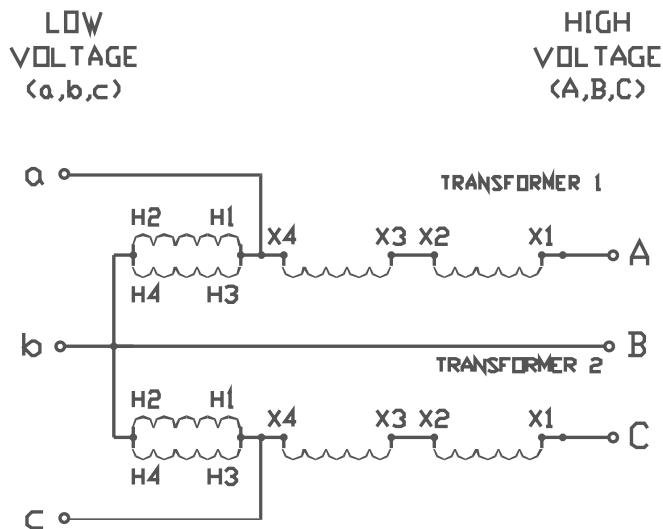 LOW
VOLTAGE
(a,b,c)
HIGH
VOLTAGE
(A,B,C)
a
TRANSFORMER 1
H2 H1
X4 X3 X2 X1
A
H4 H3
b
B
TRANSFORMER 2
H2 H1
X4 X3 X2 X1
C
H4 H3
c